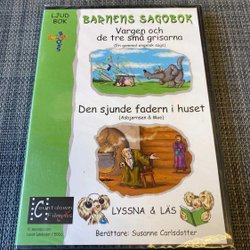 LJUD
BOK
BARNENS SAGOBOK
Vargen och
de tre små grisarna
(En gammal engelsk saga)
Den sjunde fadern i huset
(Asbjørnsen & Moe)
LYSSNA & LÄS
Berättare: Susanne Carlsdotter